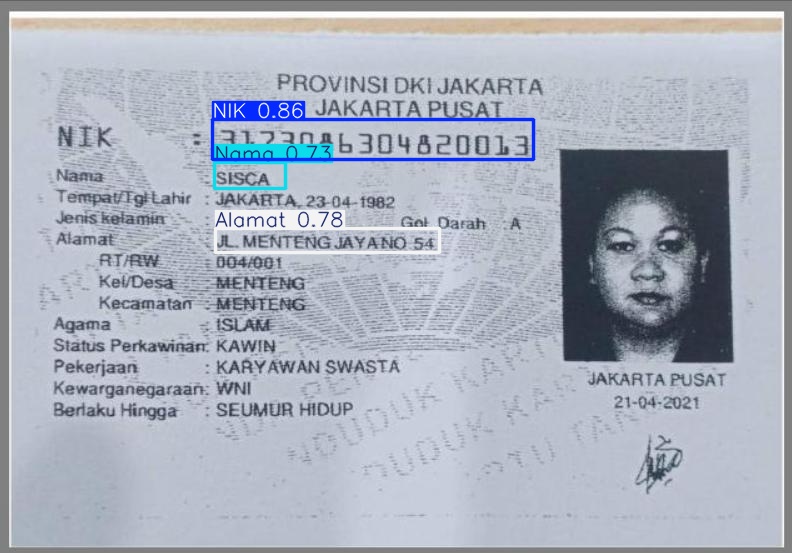 PROVINSI DKI JAKARTA
NIK 0.86 JAKARTA PUSAT
NIK :
Nama 0.73
Nama : SISCA
Tempat/Tgl Lahir : JAKARTA, 23-04-1982
Jenis kelamin : Alamat 0.78 Gol. Darah : A
Alamat : JL. MENTENG JAYA NO 54
RT/RW : 004/001
Kel/Desa : MENTENG
Kecamatan : MENTENG
Agama : ISLAM
Status Perkawinan: KAWIN
Pekerjaan : KARYAWAN SWASTA
Kewarganegaraan: WNI
Berlaku Hingga : SEUMUR HIDUP
JAKARTA PUSAT
21-04-2021